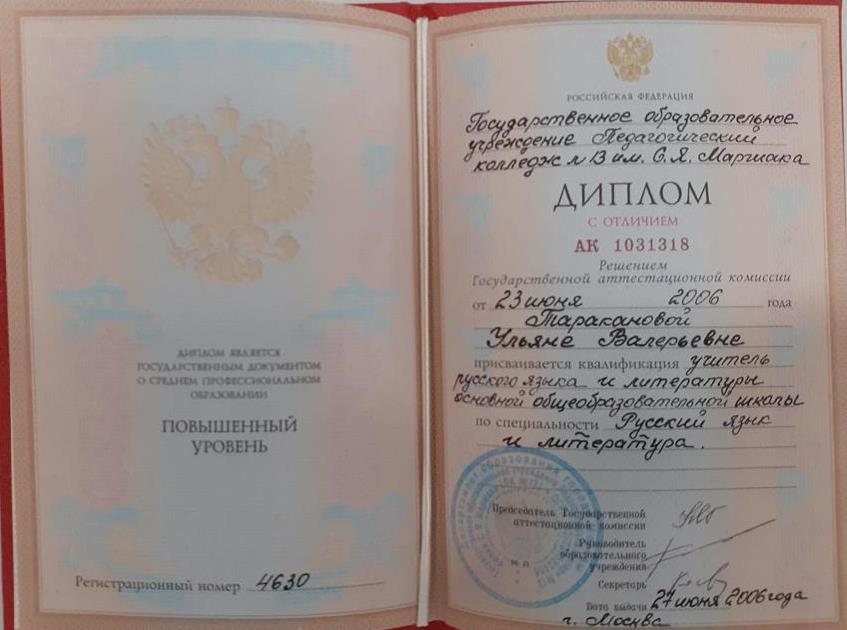 ДИПЛОМ ЯВЛЯЕТСЯ
ГОСУДАРСТВЕННЫМ ДОКУМЕНТОМ
О СРЕДНЕМ ПРОФЕССИОНАЛЬНОМ
ОБРАЗОВАНИИ
ПОВЫШЕННЫЙ
УРОВЕНЬ
Регистрационный номер 4630
РОССИЙСКАЯ ФЕДЕРАЦИЯ
Государственное образовательное
учреждение Педагогический
колледж № 13 им. С.Я. Маршака
ДИПЛОМ
С ОТЛИЧИЕМ
АК 1031318
Решением
Государственной аттестационной комиссии
от 23 июня 2006 года
Таракановой
Ульяне Валерьевне
присваивается квалификация учитель
русского языка и литературы
основной общеобразовательной школы
по специальности Русский язык
и литература.
Председатель Государственной
аттестационной комиссии
Руководитель
образовательного
учреждения
Секретарь
Дата выдачи 27 июня 2006 года
г. Москва